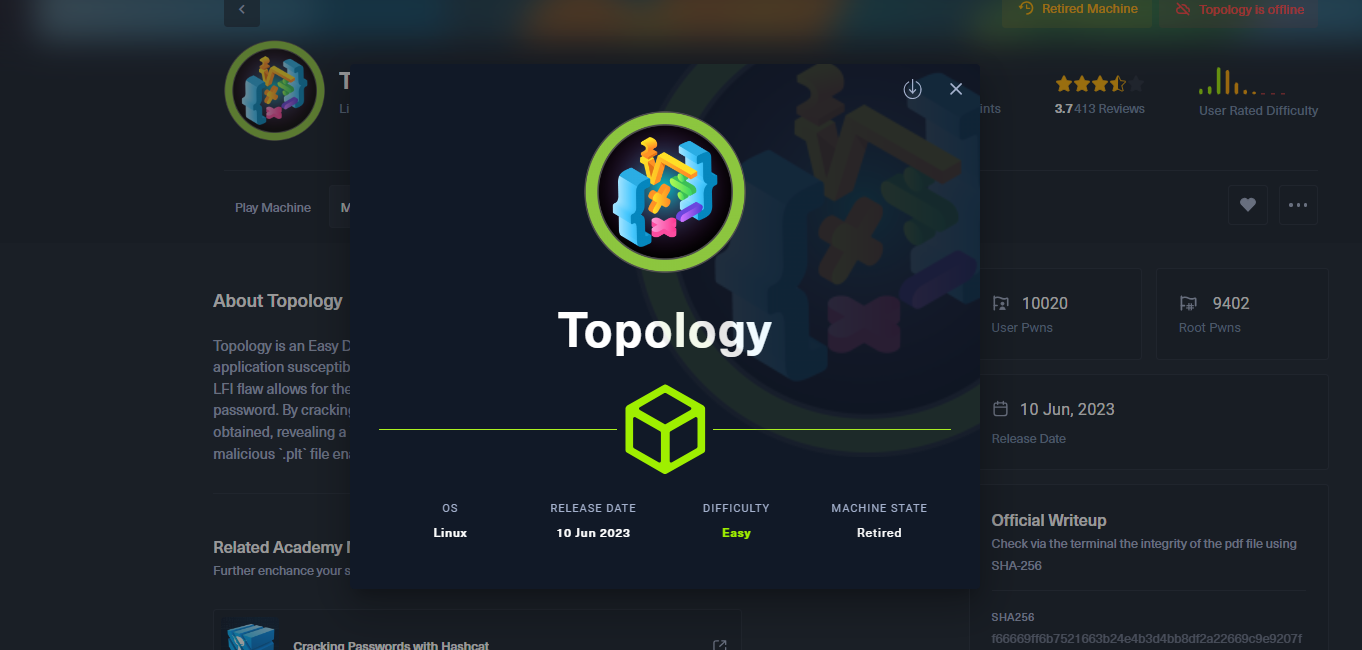 Retired Machine
Topology is offline
T
Li
ints
3.7 413 Reviews
User Rated Difficulty
Play Machine
M
Topology
OS
RELEASE DATE
DIFFICULTY
MACHINE STATE
Linux
10 Jun 2023
Easy
Retired
About Topology
Topology is an Easy D
application susceptib
LFI flaw allows for the
password. By cracking
obtained, revealing a
malicious `.plt` file ena
Related Academy
Further enchance your s
Cracking Passwords with Hashcat
10020
User Pwns
9402
Root Pwns
10 Jun, 2023
Release Date
Official Writeup
Check via the terminal the integrity of the pdf file using
SHA-256
SHA256
f66669ff6b7521663b24e4b3d4bb8df2a22669c9e9207f